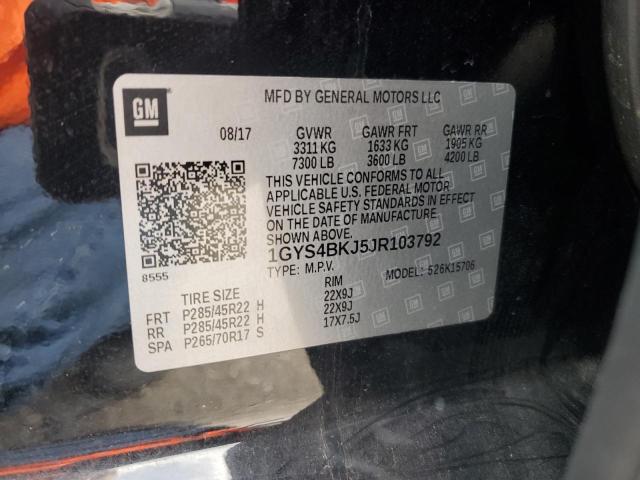 GM
MFD BY GENERAL MOTORS LLC
08/17 GVWR GAWR FRT GAWR RR
3311 KG 1633 KG 1905 KG
7300 LB 3600 LB 4200 LB
THIS VEHICLE CONFORMS TO ALL
APPLICABLE U.S. FEDERAL MOTOR
VEHICLE SAFETY STANDARDS IN EFFECT
ON THE DATE OF MANUFACTURE.
1GYS4BKJ5JR103792
TYPE: M.P.V. MODEL: 526K15706
8555
TIRE SIZE RIM
FRT P285/45R22 H 22X9J
RR P285/45R22 H 22X9J
SPA P265/70R17 S 17X7.5J